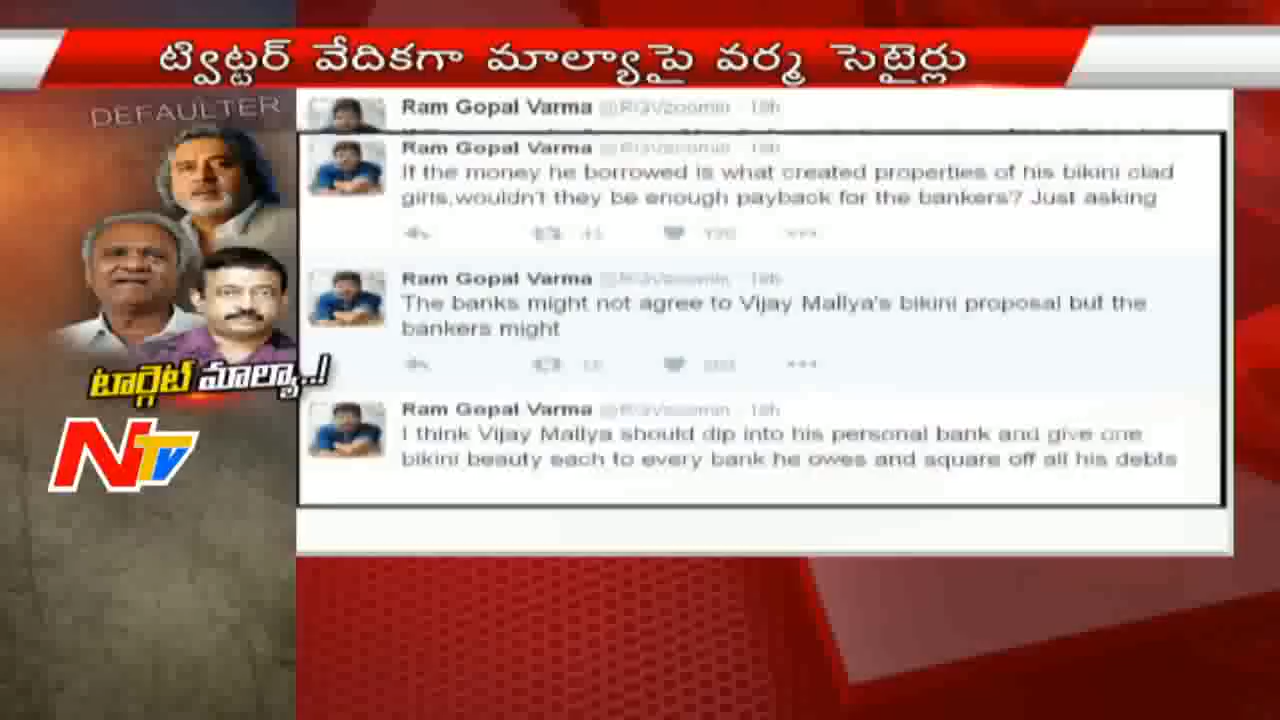 ట్విట్టర్ వేదికగా మాల్యాపై వర్మ సెటైర్లు
DEFAULTER
టార్గెట్ మాల్యా..!
NTV
Ram Gopal Varma 19h
Ram Gopal Varma
If the money he borrowed is what created properties of his bikini clad
girls,wouldn't they be enough payback for the bankers? Just asking
Ram Gopal Varma
The banks might not agree to Vijay Mallya's bikini proposal but the
bankers might
Ram Gopal Varma
I think Vijay Mallya should dip into his personal bank and give one
bikini beauty each to every bank he owes and square off all his debts